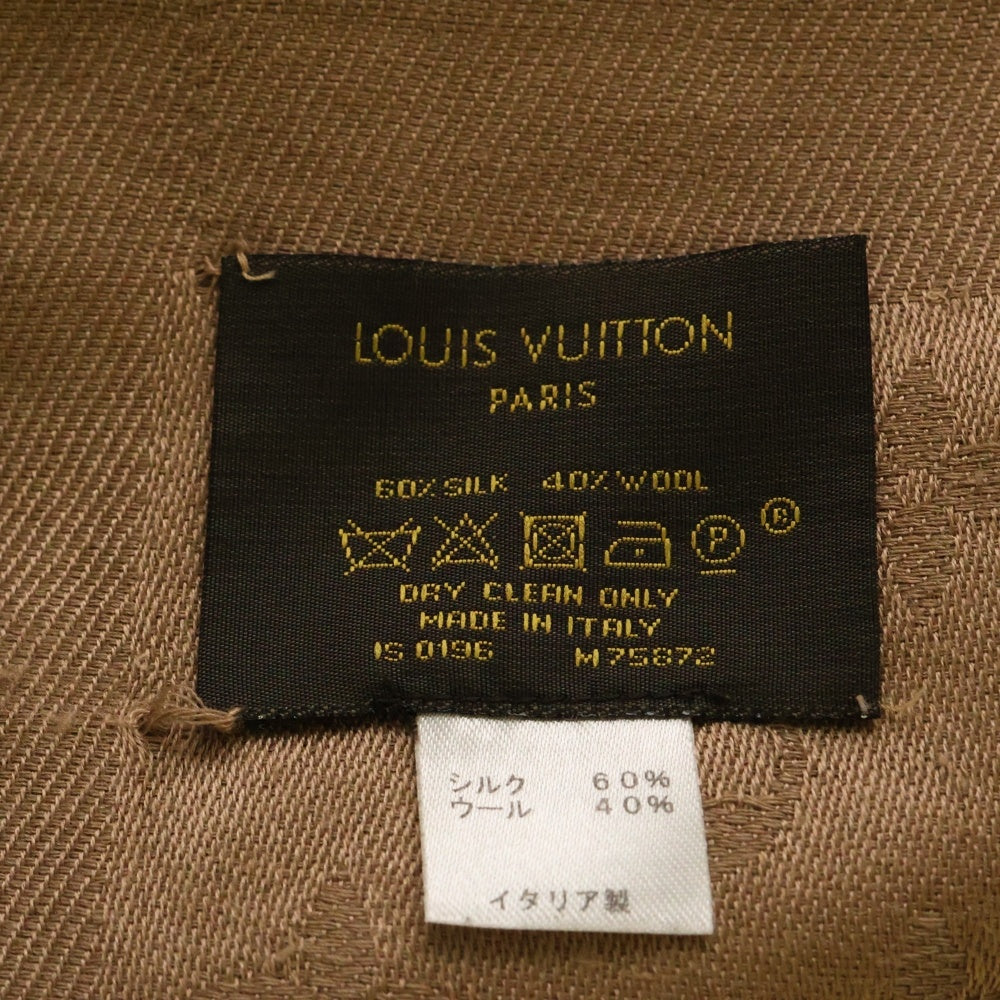 LOUIS VUITTON
PARIS
60% SILK 40% WOOL
P ®
DRY CLEAN ONLY
MADE IN ITALY
IS 0196 M75872
シルク 60%
ウール 40%
イタリア製